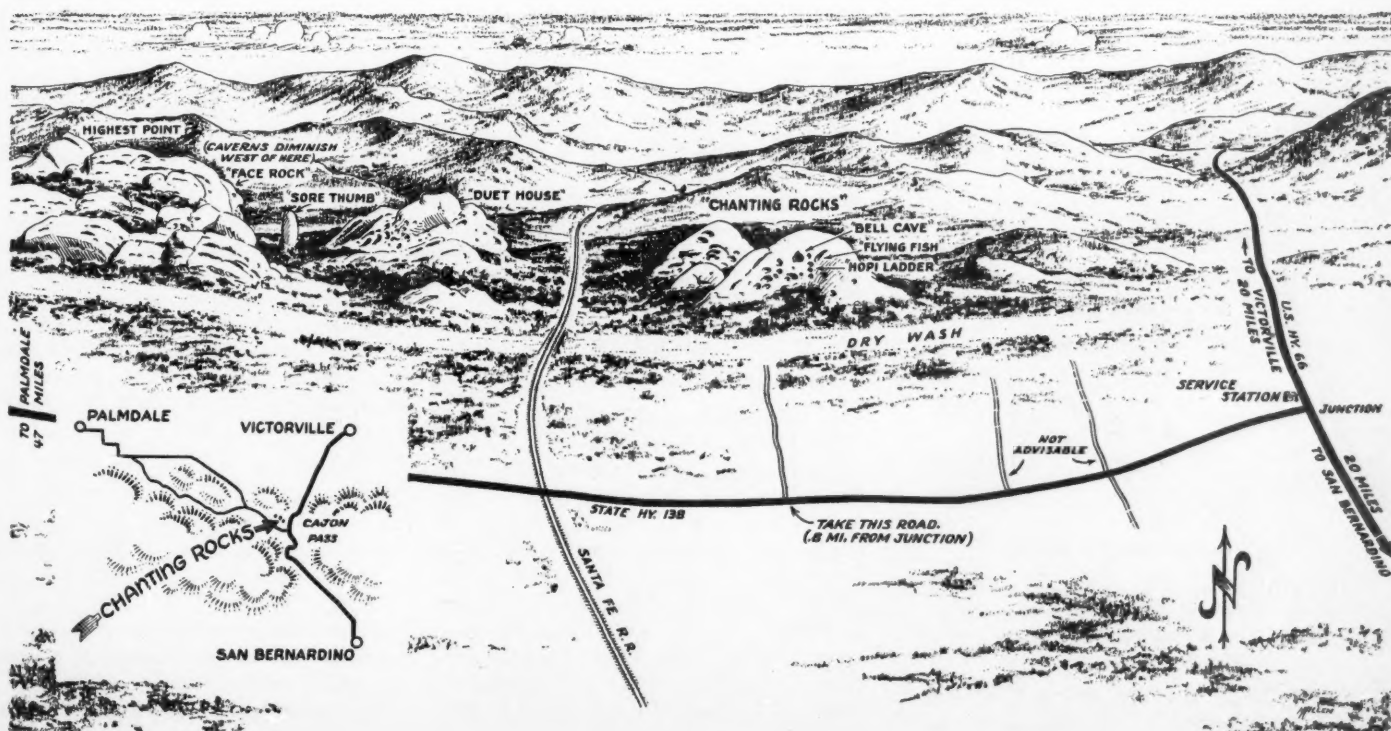 HIGHEST POINT
(CAVERNS DIMINISH
WEST OF HERE)
"FACE ROCK"
"SORE THUMB"
"DUET HOUSE"
"CHANTING ROCKS"
BELL CAVE
"FLYING FISH
HOPI LADDER
DRY WASH
TO VICTORVILLE
20 MILES
U.S. HY. 66
SERVICE
STATION
JUNCTION
20 MILES
TO SAN BERNARDINO
NOT
ADVISABLE
TAKE THIS ROAD.
(.8 MI. FROM JUNCTION)
STATE HY. 138
SANTA FE R.R.
TO PALMDALE
47 MILES
PALMDALE
VICTORVILLE
CAJON
PASS
CHANTING ROCKS
SAN BERNARDINO
N